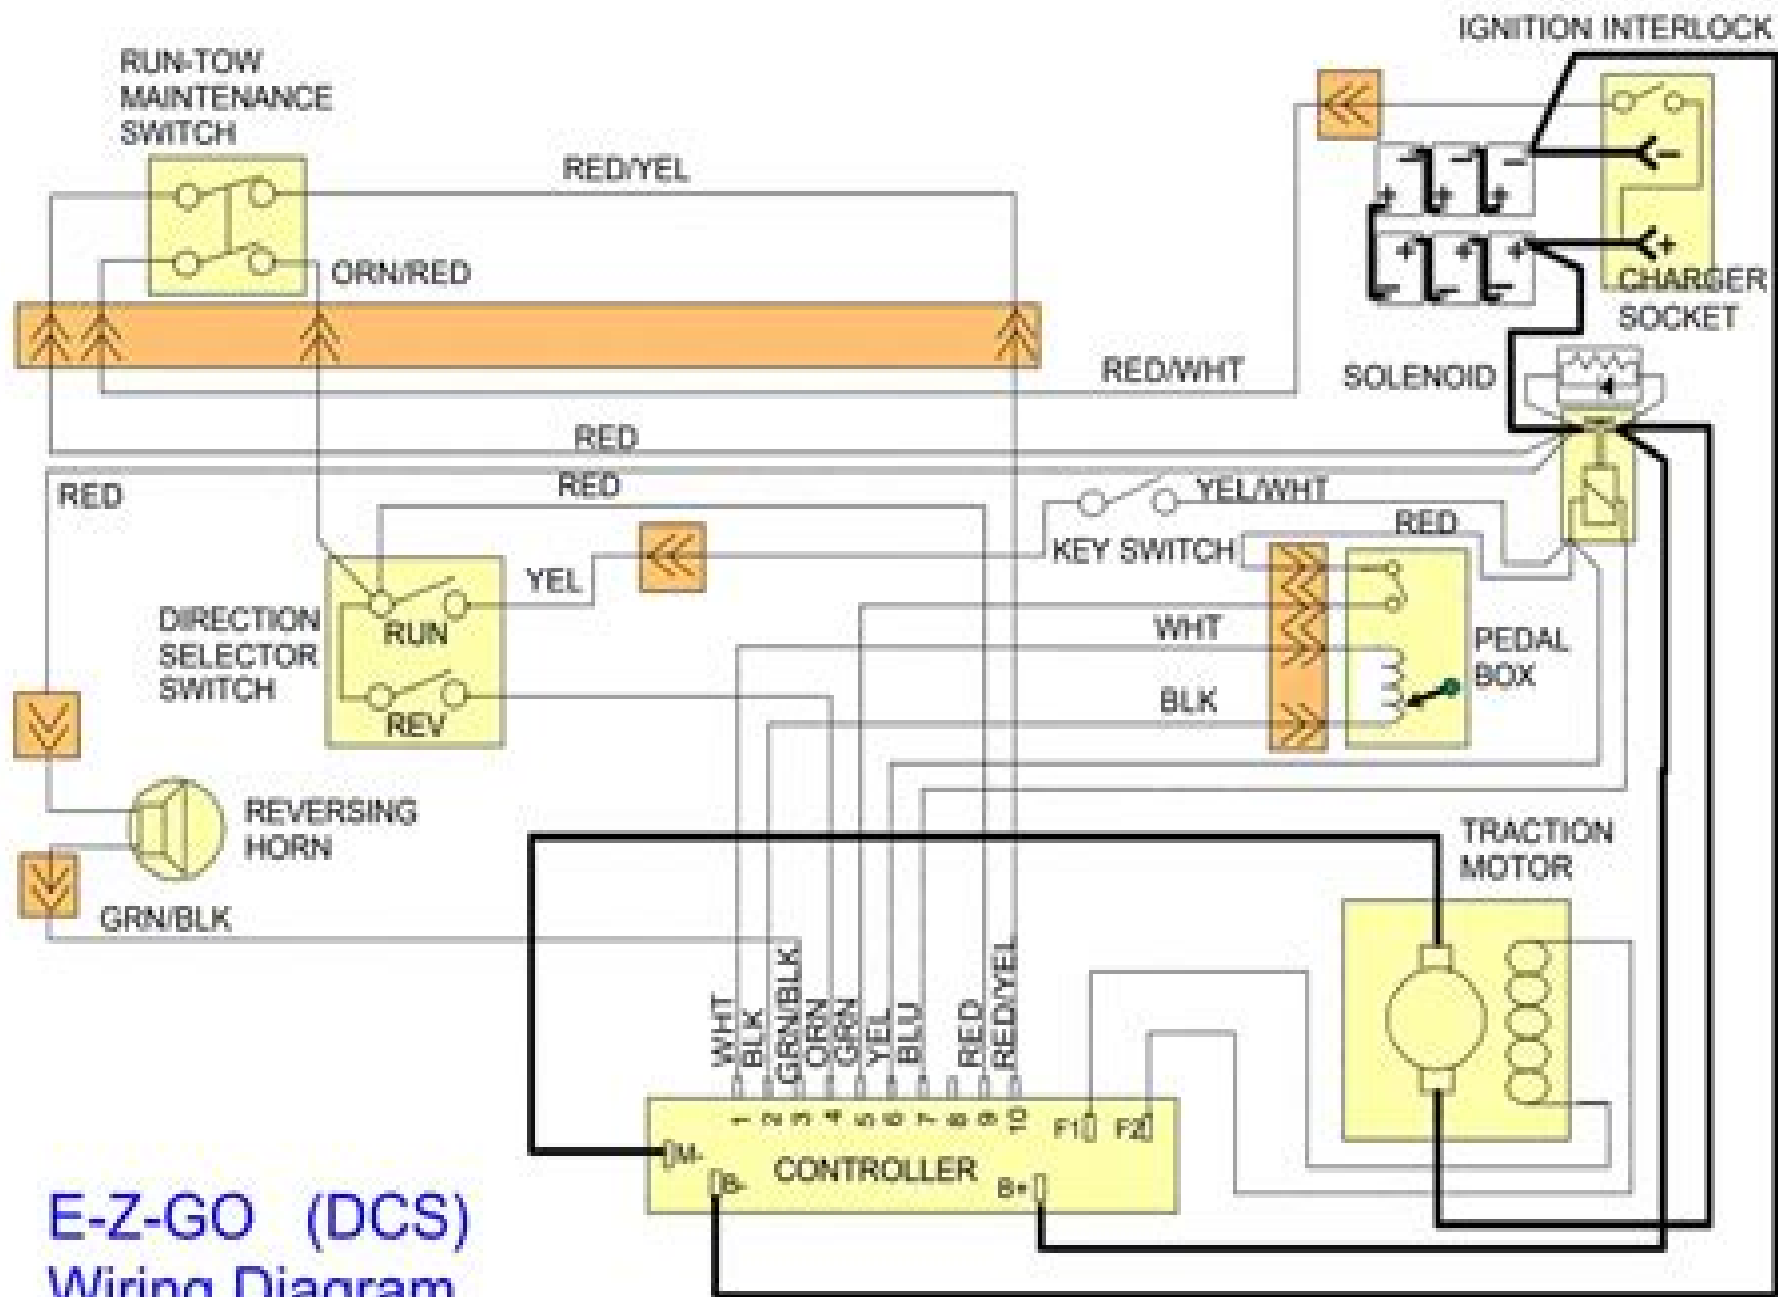 IGNITION INTERLOCK
RUN-TOW
MAINTENANCE
SWITCH
RED/YEL
ORN/RED
CHARGER
SOCKET
RED/WHT
SOLENOID
RED
RED
RED
YEL/WHT
RED
KEY SWITCH
YEL
DIRECTION
SELECTOR
SWITCH
RUN
REV
WHT
BLK
PEDAL
BOX
REVERSING
HORN
GRN/BLK
TRACTION
MOTOR
WHT
BLK
GRN/BLK
ORN
GRN
YEL
BLU
RED
RED/YEL
1 2 3 4 5 6 7 8 9 10
F1 F2
M-
B-
CONTROLLER
B+
E-Z-GO (DCS)
Wiring Diagram